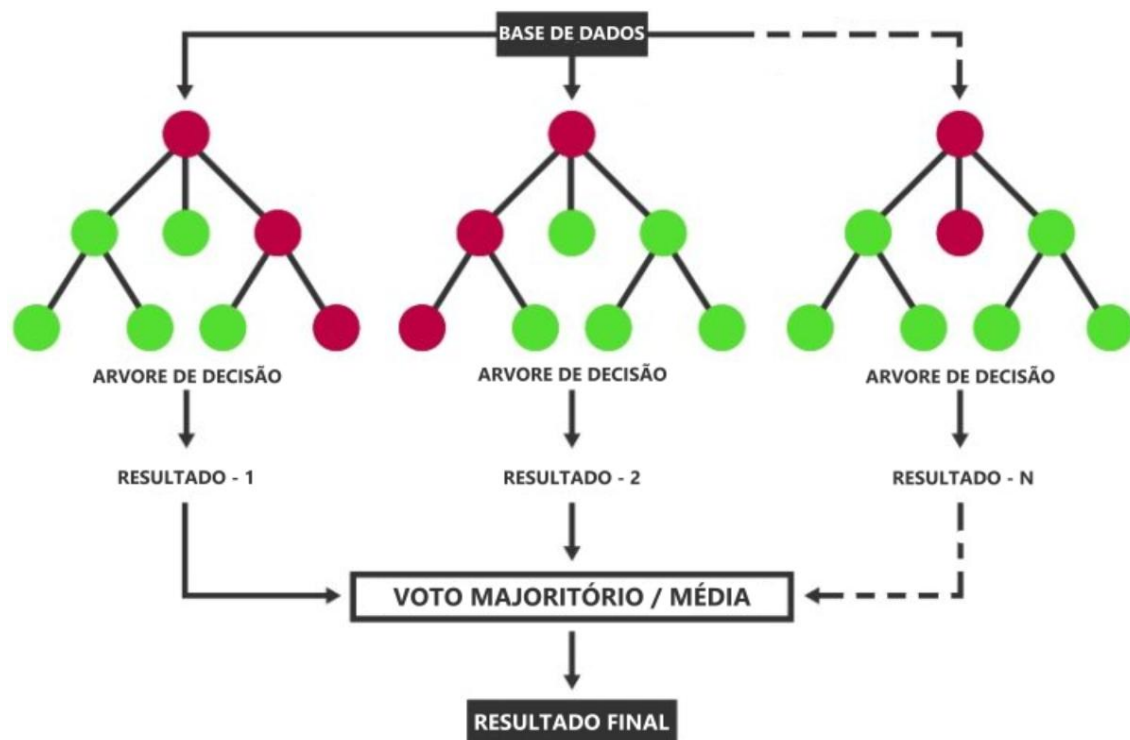 BASE DE DADOS
ARVORE DE DECISÃO
ARVORE DE DECISÃO
ARVORE DE DECISÃO
RESULTADO - 1
RESULTADO - 2
RESULTADO - N
VOTO MAJORITÓRIO / MÉDIA
RESULTADO FINAL